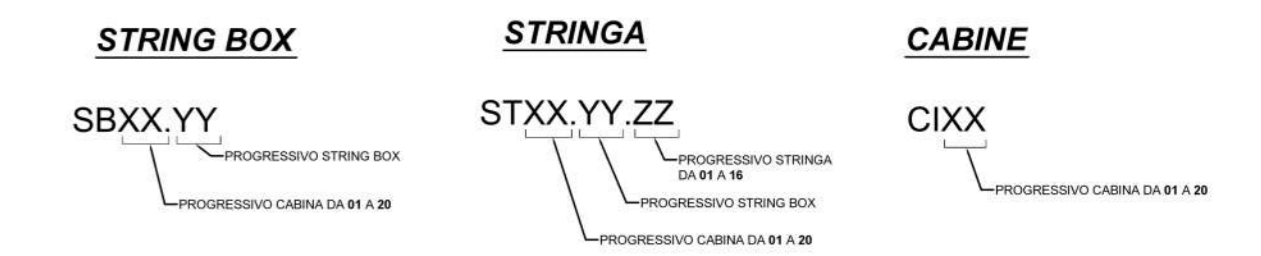 STRING BOX
SBXX.YY
PROGRESSIVO STRING BOX
PROGRESSIVO CABINA DA 01 A 20
STRINGA
STXX.YY.ZZ
PROGRESSIVO STRINGA
DA 01 A 16
PROGRESSIVO STRING BOX
PROGRESSIVO CABINA DA 01 A 20
CABINE
CIXX
PROGRESSIVO CABINA DA 01 A 20